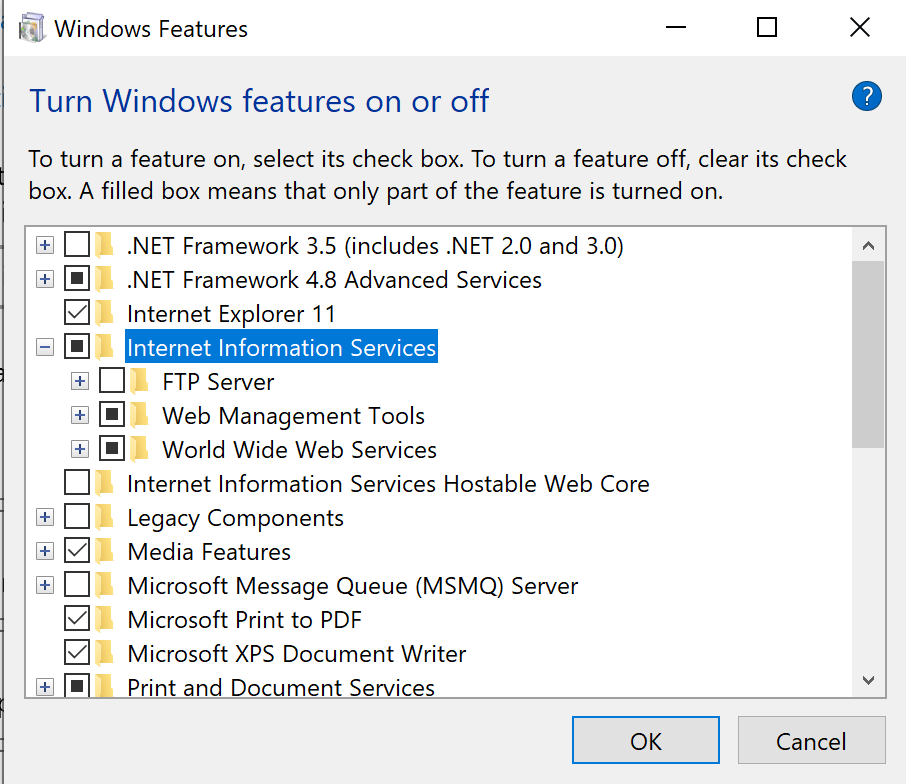 Windows Features
Turn Windows features on or off
?
To turn a feature on, select its check box. To turn a feature off, clear its check
box. A filled box means that only part of the feature is turned on.
.NET Framework 3.5 (includes .NET 2.0 and 3.0)
.NET Framework 4.8 Advanced Services
Internet Explorer 11
Internet Information Services
FTP Server
Web Management Tools
World Wide Web Services
Internet Information Services Hostable Web Core
Legacy Components
Media Features
Microsoft Message Queue (MSMQ) Server
Microsoft Print to PDF
Microsoft XPS Document Writer
Print and Document Services
OK
Cancel